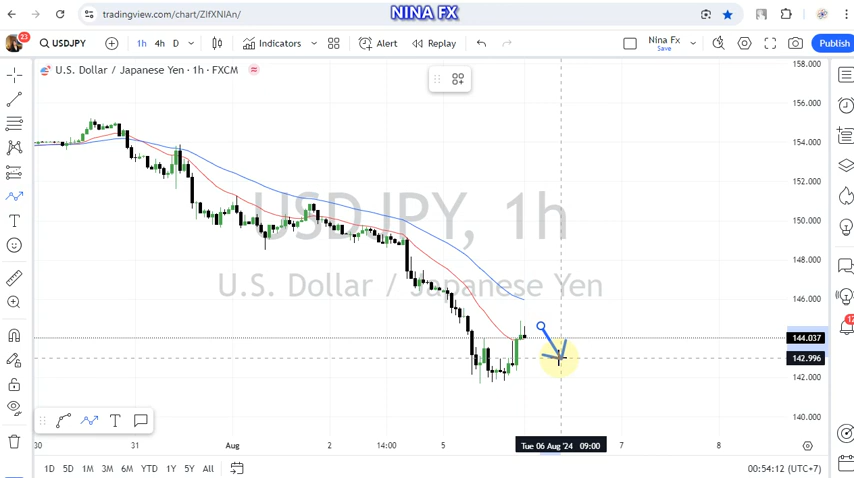 NINA FX
tradingview.com/chart/ZIfXNIAn/
23
USDJPY
1h 4h D
Indicators
Alert
Replay
Nina Fx
Save
Publish
U.S. Dollar / Japanese Yen · 1h · FXCM
158.000
156.000
154.000
152.000
150.000
148.000
146.000
144.037
142.996
142.000
140.000
USDJPY, 1h
U.S. Dollar / Japanese Yen
30
31
Aug
2
14:00
5
Tue 06 Aug '24 09:00
7
8
1D 5D 1M 3M 6M YTD 1Y 5Y All
00:54:12 (UTC+7)